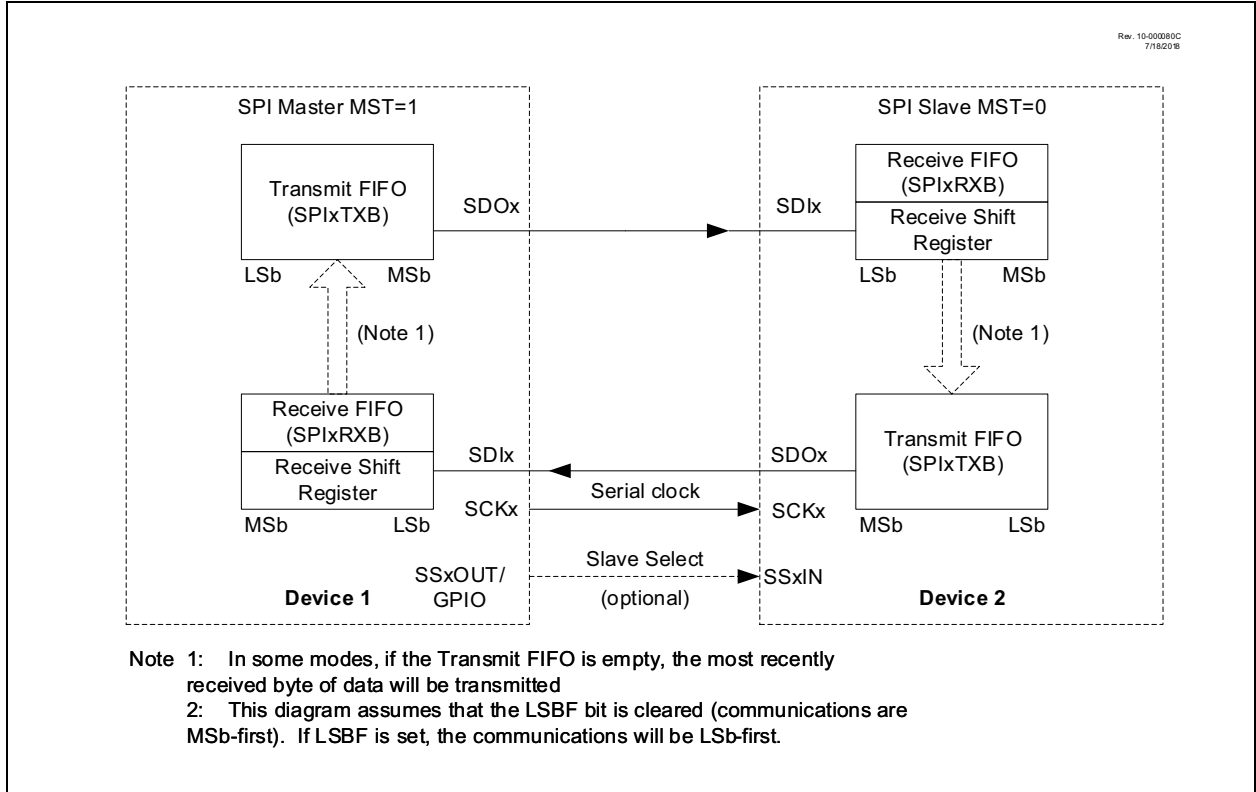 Rev. 10-000080C
7/18/2018
SPI Master MST=1
SPI Slave MST=0
Transmit FIFO
(SPIxTXB)
SDOx
SDIx
Receive FIFO
(SPIxRXB)
Receive Shift
Register
LSb
MSb
LSb
MSb
(Note 1)
(Note 1)
Receive FIFO
(SPIxRXB)
Receive Shift
Register
SDIx
SDOx
Transmit FIFO
(SPIxTXB)
Serial clock
SCKx
SCKx
MSb
LSb
MSb
LSb
Slave Select
SSxOUT/
GPIO
SSxIN
(optional)
Device 1
Device 2
Note 1: In some modes, if the Transmit FIFO is empty, the most recently
received byte of data will be transmitted
2: This diagram assumes that the LSBF bit is cleared (communications are
MSb-first). If LSBF is set, the communications will be LSb-first.